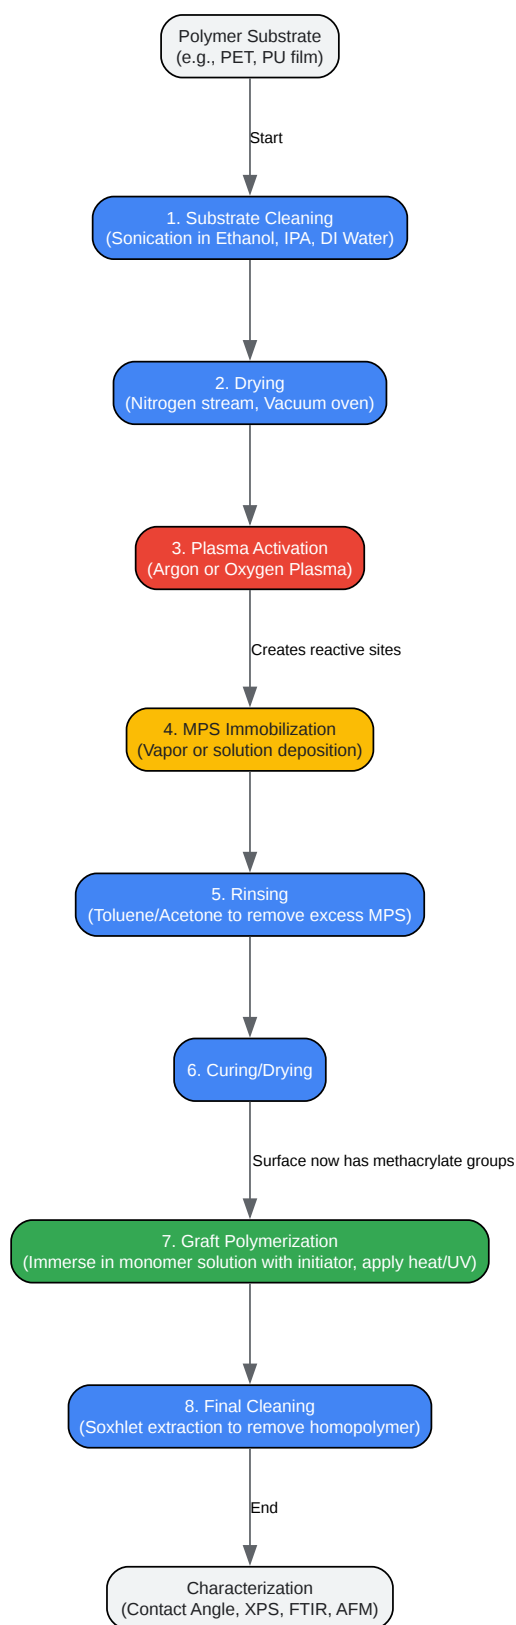 Polymer Substrate
(e.g., PET, PU film)
Start
1. Substrate Cleaning
(Sonication in Ethanol, IPA, DI Water)
2. Drying
(Nitrogen stream, Vacuum oven)
3. Plasma Activation
(Argon or Oxygen Plasma)
Creates reactive sites
4. MPS Immobilization
(Vapor or solution deposition)
5. Rinsing
(Toluene/Acetone to remove excess MPS)
6. Curing/Drying
Surface now has methacrylate groups
7. Graft Polymerization
(Immerse in monomer solution with initiator, apply heat/UV)
8. Final Cleaning
(Soxhlet extraction to remove homopolymer)
End
Characterization
(Contact Angle, XPS, FTIR, AFM)